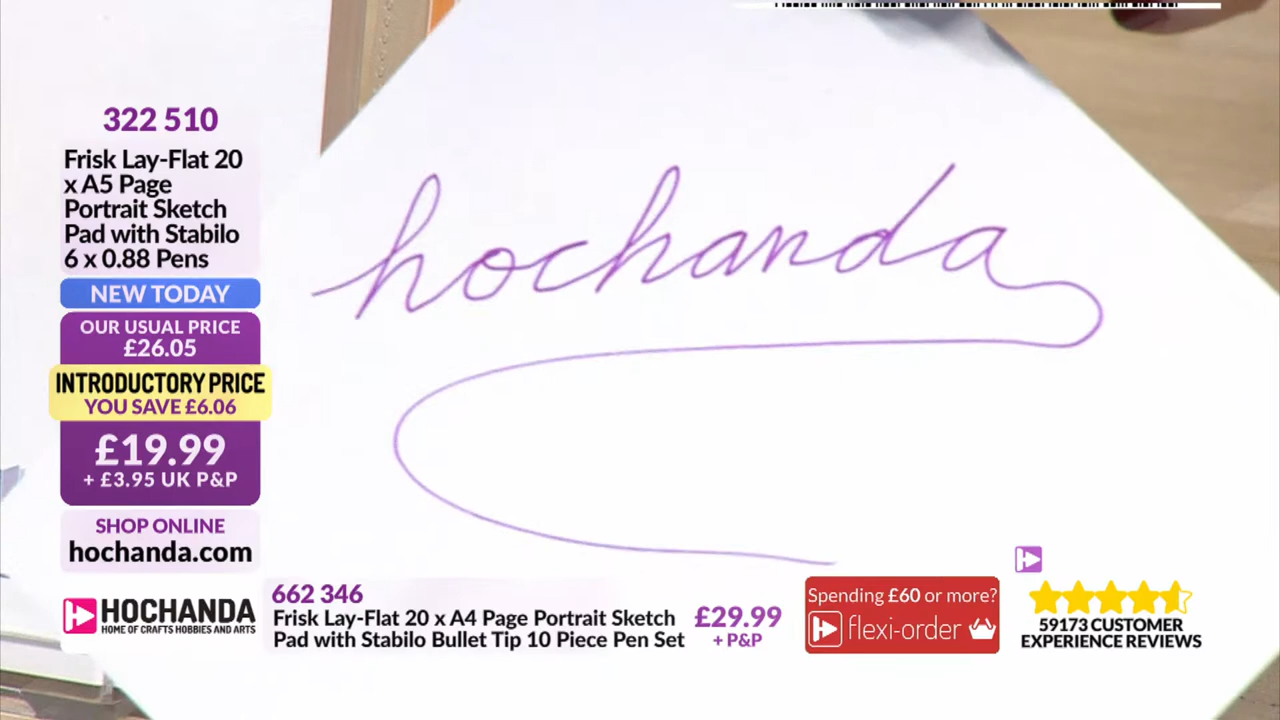 322 510
Frisk Lay-Flat 20
x A5 Page
Portrait Sketch
Pad with Stabilo
6 x 0.88 Pens
NEW TODAY
OUR USUAL PRICE
£26.05
INTRODUCTORY PRICE
YOU SAVE £6.06
£19.99
+ £3.95 UK P&P
SHOP ONLINE
hochanda.com
hochanda
HOCHANDA
HOME OF CRAFTS HOBBIES AND ARTS
662 346
Frisk Lay-Flat 20 x A4 Page Portrait Sketch
Pad with Stabilo Bullet Tip 10 Piece Pen Set
£29.99
+ P&P
Spending £60 or more?
flexi-order
59173 CUSTOMER
EXPERIENCE REVIEWS